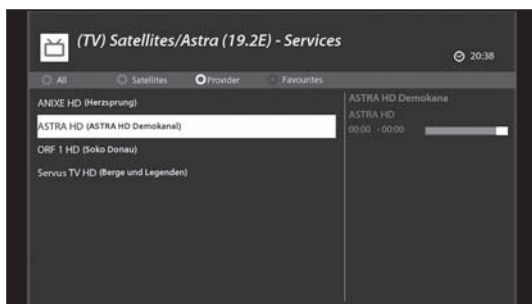 (TV) Satellites/Astra (19.2E) - Services
20:38
All Satellites Provider Favourites
ANIXE HD (Herzsprung)
ASTRA HD (ASTRA HD Demokanal)
ORF 1 HD (Soko Donau)
Servus TV HD (Berge und Legenden)
ASTRA HD Demokana
ASTRA HD
00:00 - 00:00